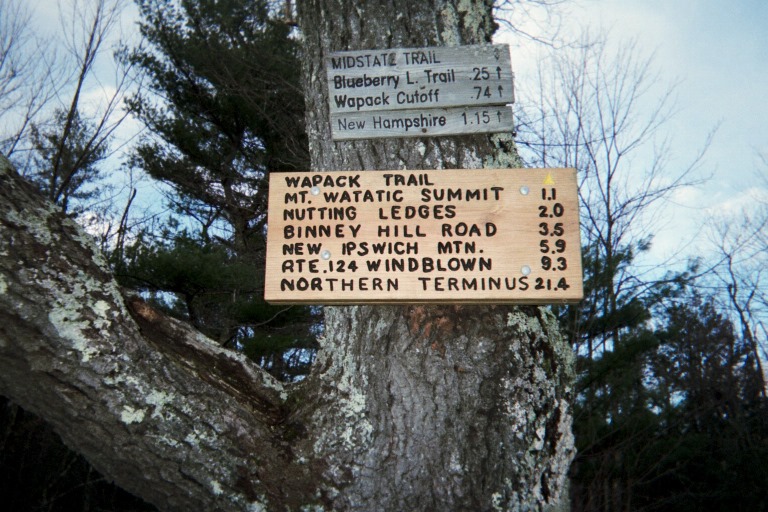 MIDSTATE TRAIL
Blueberry L. Trail .25 ↑
Wapack Cutoff .74 ↑
New Hampshire 1.15 ↑
WAPACK TRAIL
MT. WATATIC SUMMIT 1.1
NUTTING LEDGES 2.0
BINNEY HILL ROAD 3.5
NEW IPSWICH MTN. 5.9
RTE.124 WINDBLOWN 9.3
NORTHERN TERMINUS 21.4